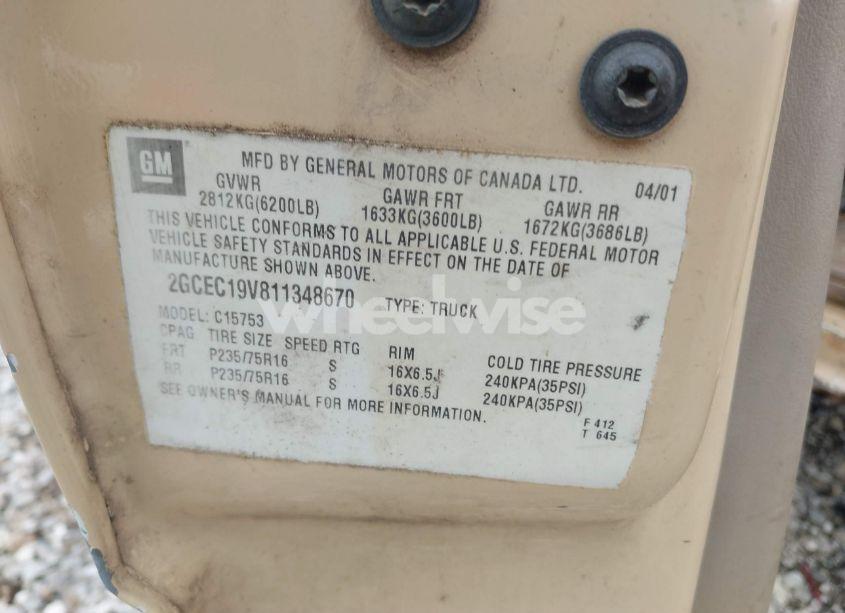 GM
MFD BY GENERAL MOTORS OF CANADA LTD. 04/01
GVWR GAWR FRT GAWR RR
2812KG(6200LB) 1633KG(3600LB) 1672KG(3686LB)
THIS VEHICLE CONFORMS TO ALL APPLICABLE U.S. FEDERAL MOTOR
VEHICLE SAFETY STANDARDS IN EFFECT ON THE DATE OF
MANUFACTURE SHOWN ABOVE.
2GCEC19V811348670 TYPE: TRUCK
wheelwise
MODEL: C15753
CPAG TIRE SIZE SPEED RTG RIM COLD TIRE PRESSURE
FRT P235/75R16 S 16X6.5J 240KPA(35PSI)
RR P235/75R16 S 16X6.5J 240KPA(35PSI)
SEE OWNER'S MANUAL FOR MORE INFORMATION.
F 412
T 645